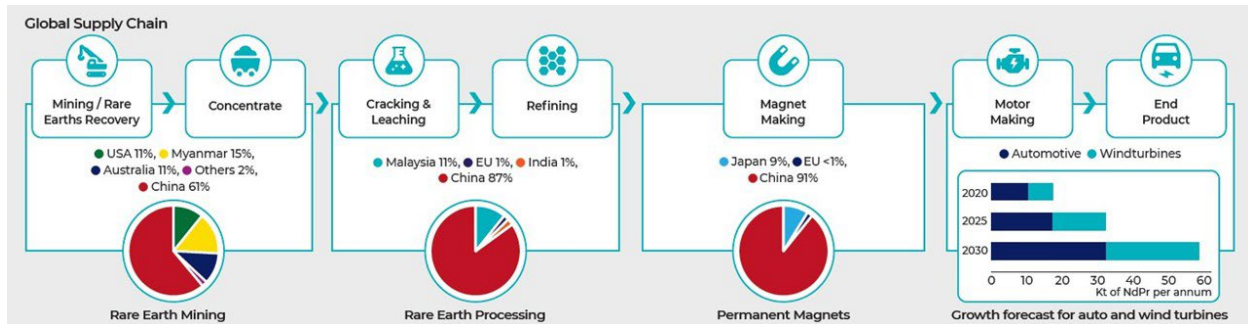 Global Supply Chain
Mining / Rare
Earths Recovery
Concentrate
USA 11%, Myanmar 15%,
Australia 11%, Others 2%,
China 61%
Rare Earth Mining
Cracking &
Leaching
Refining
Malaysia 11%, EU 1%, India 1%,
China 87%
Rare Earth Processing
Magnet
Making
Japan 9%, EU <1%,
China 91%
Permanent Magnets
Motor
Making
End
Product
Automotive Windturbines
2020
2025
2030
0 10 20 30 40 50 60
Kt of NdPr per annum
Growth forecast for auto and wind turbines